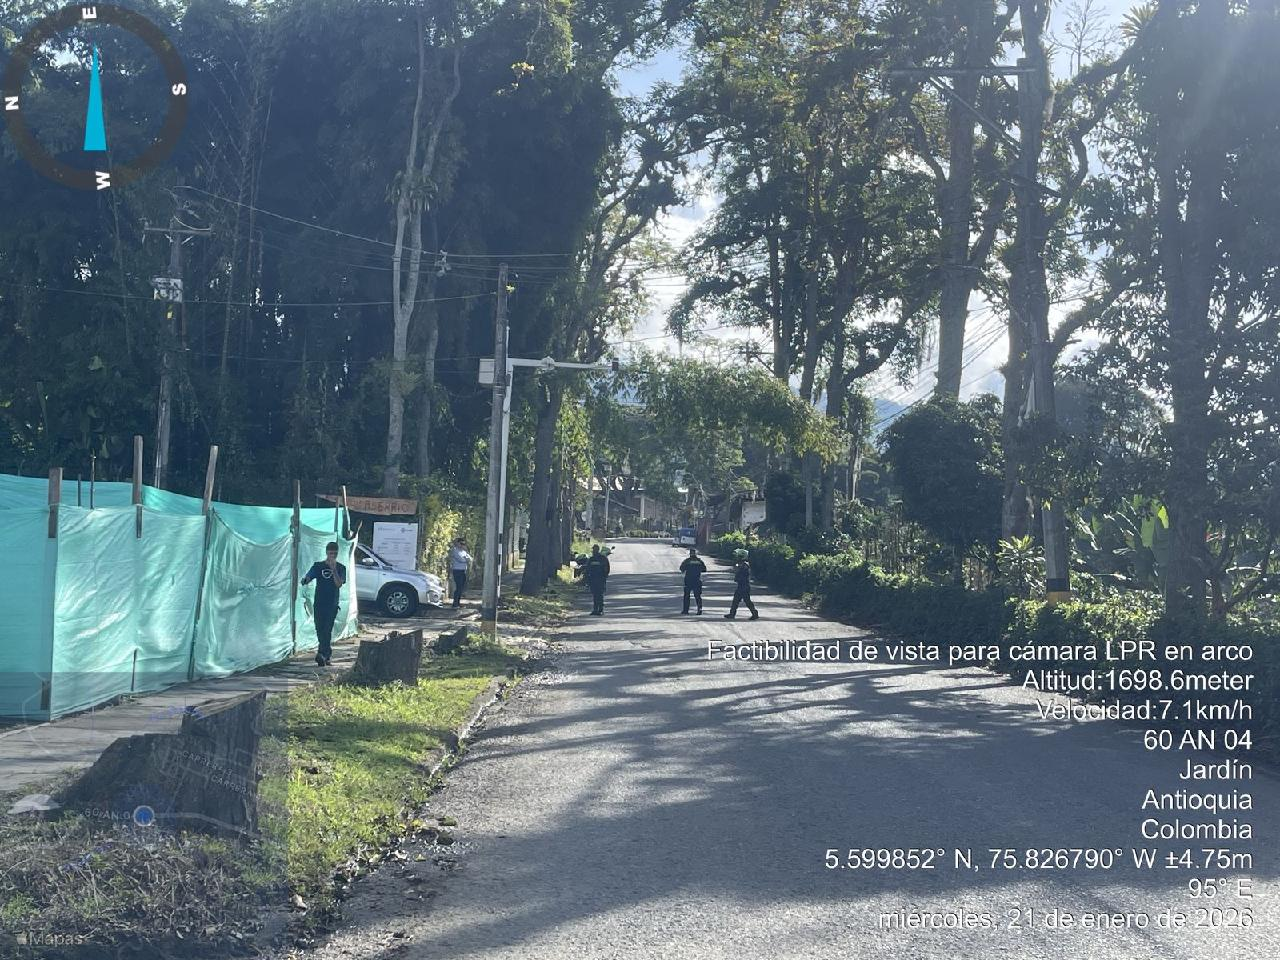 E
N
S
W
Factibilidad de vista para cámara LPR en arco
Altitud:1698.6meter
Velocidad:7.1km/h
60 AN 04
Jardín
Antioquia
Colombia
5.599852° N, 75.826790° W ±4.75m
95° E
miércoles, 21 de enero de 2026
Mapas